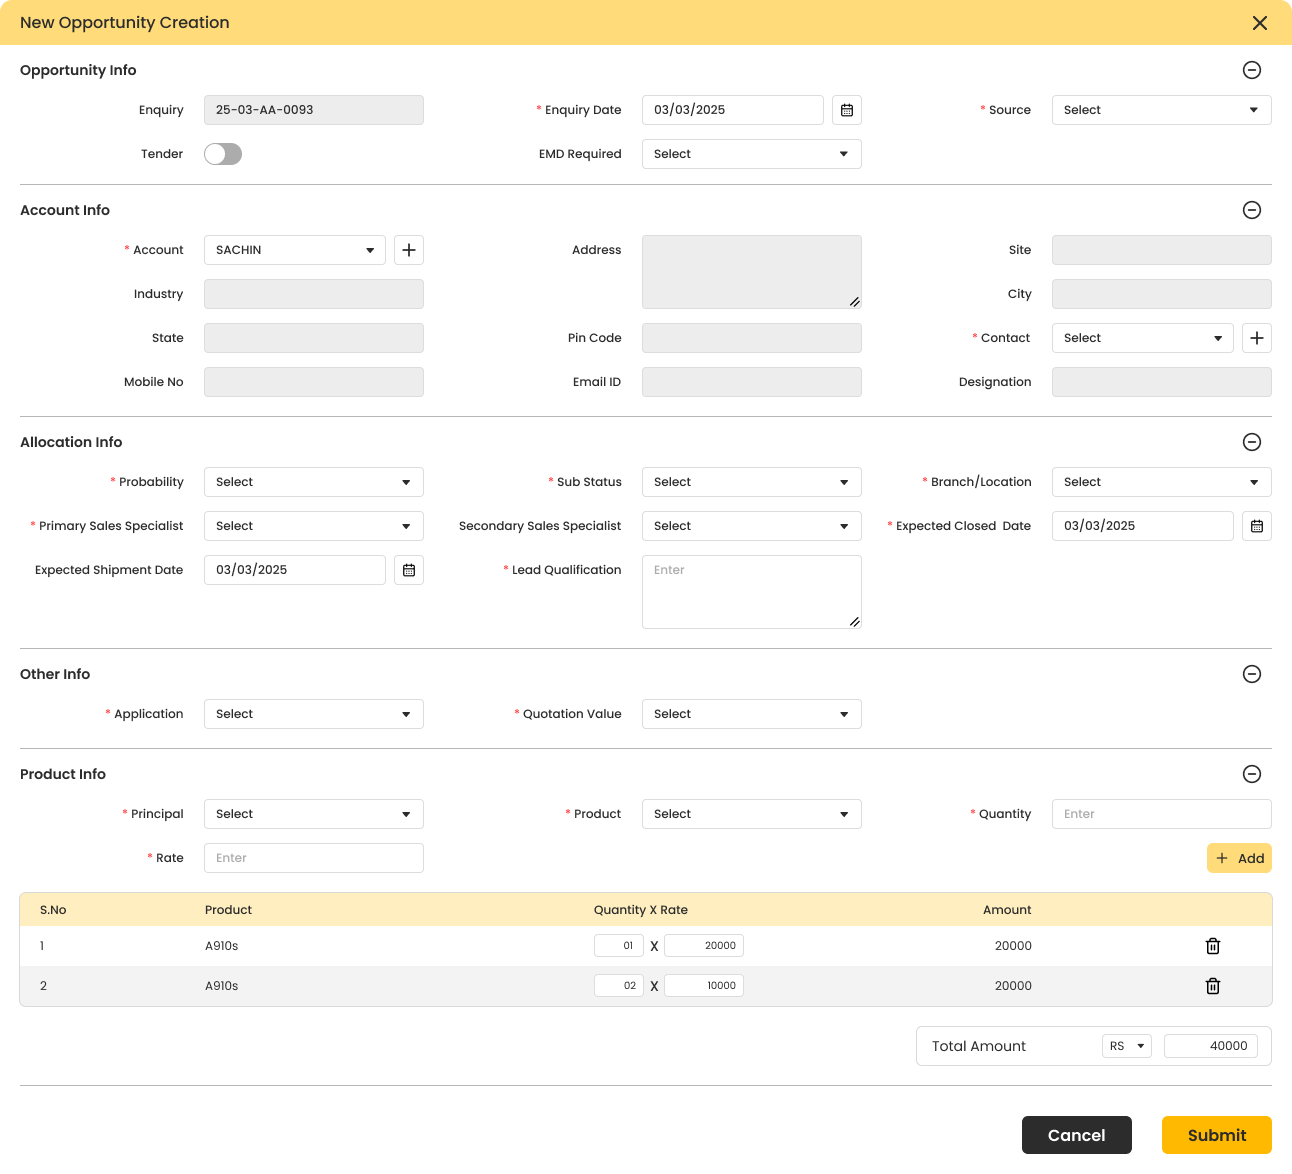 New Opportunity Creation
Opportunity Info
Enquiry 25-03-AA-0093 * Enquiry Date 03/03/2025 * Source Select
Tender EMD Required Select
Account Info
* Account SACHIN Address Site
Industry City
State Pin Code * Contact Select
Mobile No Email ID Designation
Allocation Info
* Probability Select * Sub Status Select * Branch/Location Select
* Primary Sales Specialist Select Secondary Sales Specialist Select * Expected Closed Date 03/03/2025
Expected Shipment Date 03/03/2025 * Lead Qualification Enter
Other Info
* Application Select * Quotation Value Select
Product Info
* Principal Select * Product Select * Quantity Enter
* Rate Enter + Add
S.No Product Quantity X Rate Amount
1 A910s 01 X 20000 20000
2 A910s 02 X 10000 20000
Total Amount RS 40000
Cancel Submit